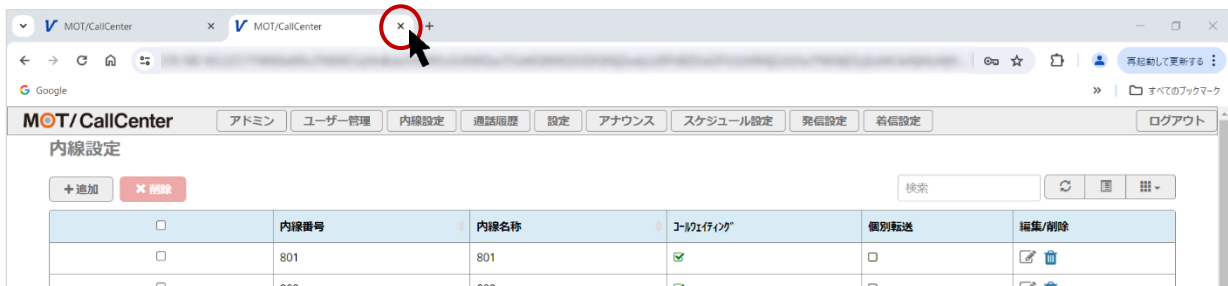 MOT/CallCenter MOT/CallCenter
再起動して更新する
Google すべてのブックマーク
MOT/CallCenter アドミン ユーザー管理 内線設定 通話履歴 設定 アナウンス スケジュール設定 発信設定 着信設定 ログアウト
内線設定
+追加 ×削除 検索
内線番号 内線名称 ｺｰﾙｳｪｲﾃｨﾝｸﾞ 個別転送 編集/削除
801 801